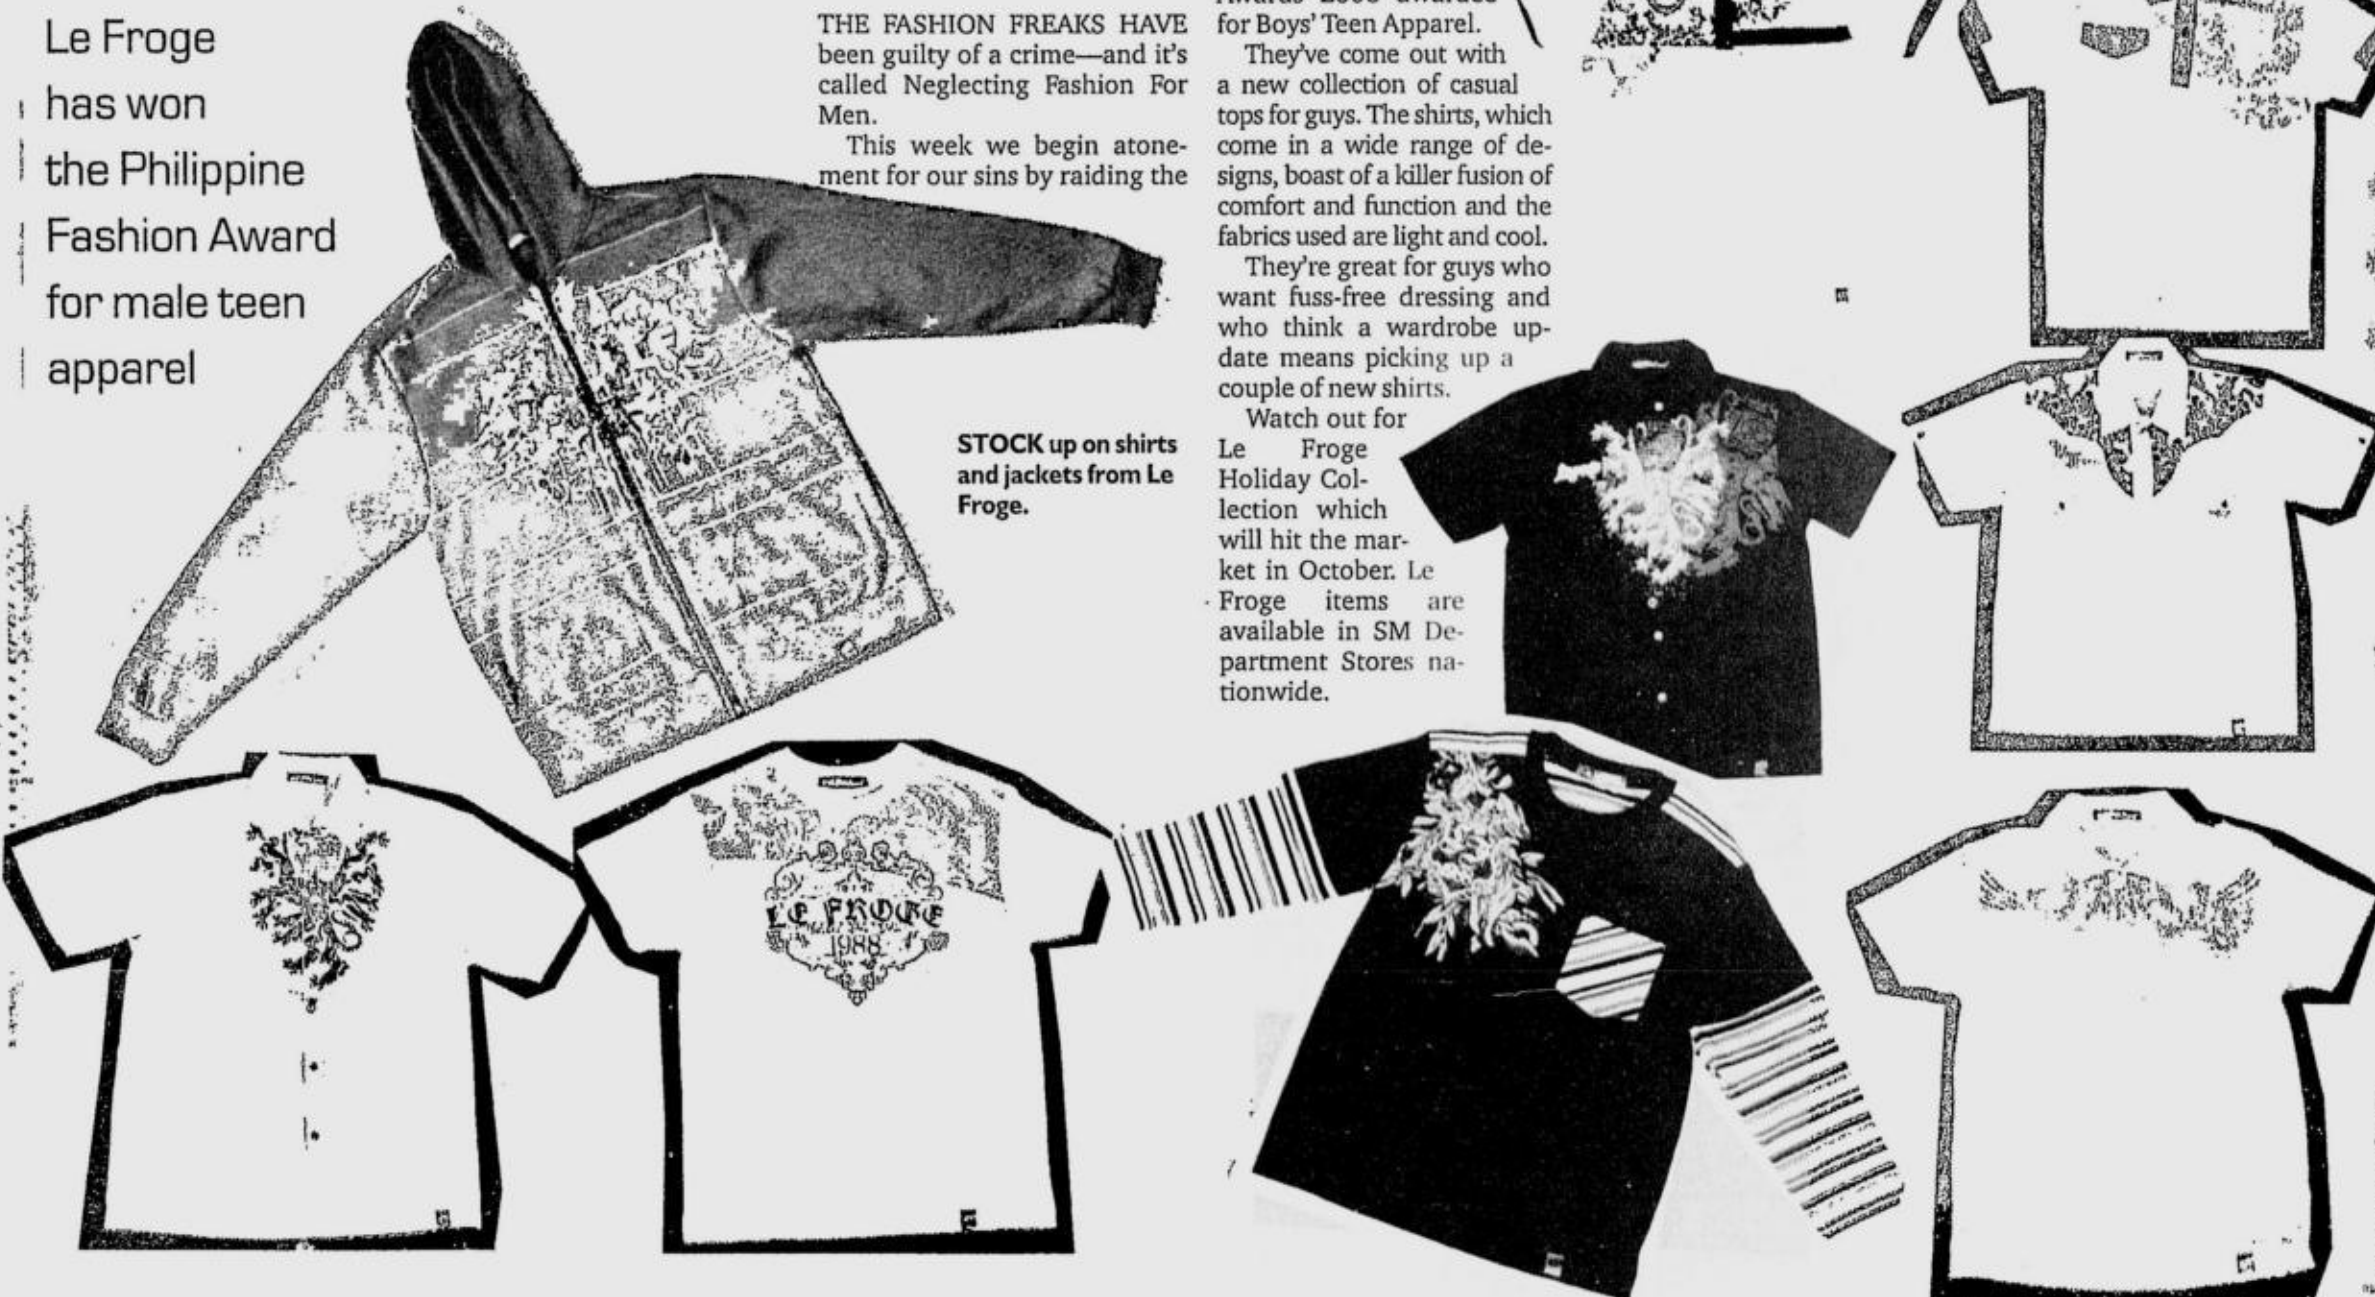 Le Froge
has won
the Philippine
Fashion Award
for male teen
apparel
THE FASHION FREAKS HAVE
been guilty of a crime—and it's
called Neglecting Fashion For
Men.
This week we begin atone-
ment for our sins by raiding the
for Boys' Teen Apparel.
They've come out with
a new collection of casual
tops for guys. The shirts, which
come in a wide range of de-
signs, boast of a killer fusion of
comfort and function and the
fabrics used are light and cool.
They're great for guys who
want fuss-free dressing and
who think a wardrobe up-
date means picking up a
couple of new shirts.
Watch out for
Le Froge
Holiday Col-
lection which
will hit the mar-
ket in October. Le
Froge items are
available in SM De-
partment Stores na-
tionwide.
STOCK up on shirts
and jackets from Le
Froge.
LE FROGE
1988